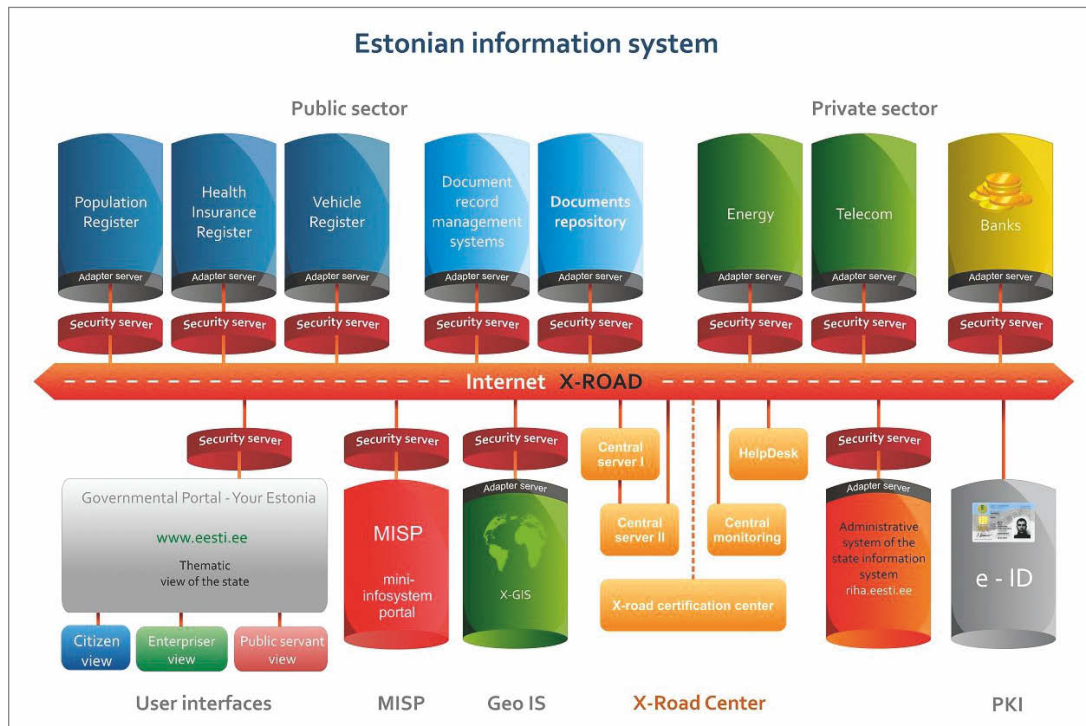 Estonian information system
Public sector
Private sector
Population
Register
Adapter server
Security server
Health
Insurance
Register
Adapter server
Security server
Vehicle
Register
Adapter server
Security server
Document
record
management
systems
Adapter server
Security server
Documents
repository
Adapter server
Security server
Energy
Adapter server
Security server
Telecom
Adapter server
Security server
Banks
Adapter server
Security server
Internet X-ROAD
Security server
Governmental Portal - Your Estonia
www.eesti.ee
Thematic
view of the state
Citizen
view
Enterpriser
view
Public servant
view
User interfaces
Security server
MISP
mini-
infosystem
portal
MISP
Security server
Adapter server
X-GIS
Geo IS
Central
server I
Central
server II
Central
monitoring
HelpDesk
X-road certification center
X-Road Center
Security server
Adapter server
Administrative
system of the
state information
system
riha.eesti.ee
e - ID
PKI